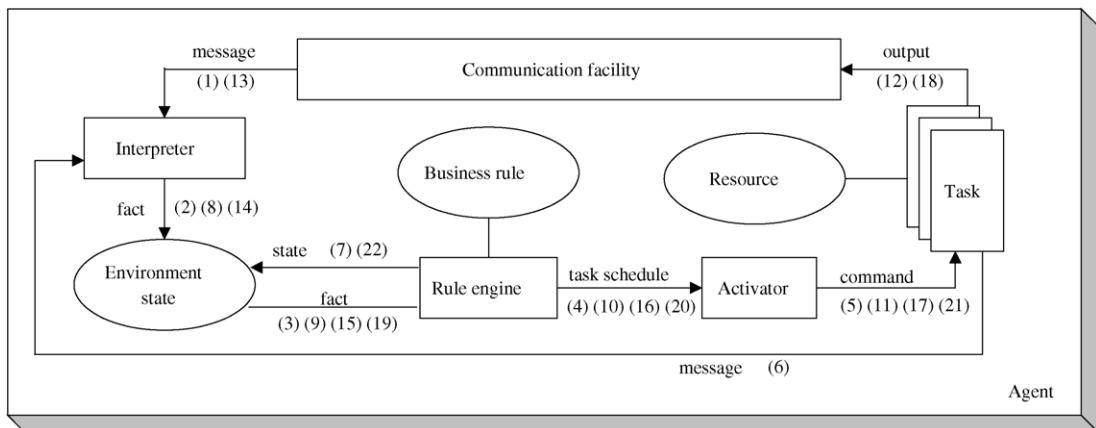 message
(1) (13)
Communication facility
output
(12) (18)
Interpreter
Business rule
Resource
Task
fact (2) (8) (14)
Environment
state
state (7) (22)
fact
(3) (9) (15) (19)
Rule engine
task schedule
(4) (10) (16) (20)
Activator
command
(5) (11) (17) (21)
message (6)
Agent